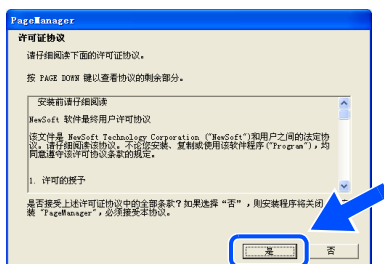 PageManager
许可证协议
请仔细阅读下面的许可证协议。
按 PAGE DOWN 键以查看协议的剩余部分。
安装前请仔细阅读
NewSoft 软件最终用户许可协议
该文件是 NewSoft Technology Corporation ("NewSoft")和用户之间的法定协
议。请仔细阅读该协议。不论您安装、复制或使用该软件程序("Program")，均
同意遵守该许可协议条款的规定。
1. 许可的授予
是否接受上述许可证协议中的全部条款？如果选择“否”，则安装程序将关闭。
装 "PageManager"，必须接受本协议。
是
否